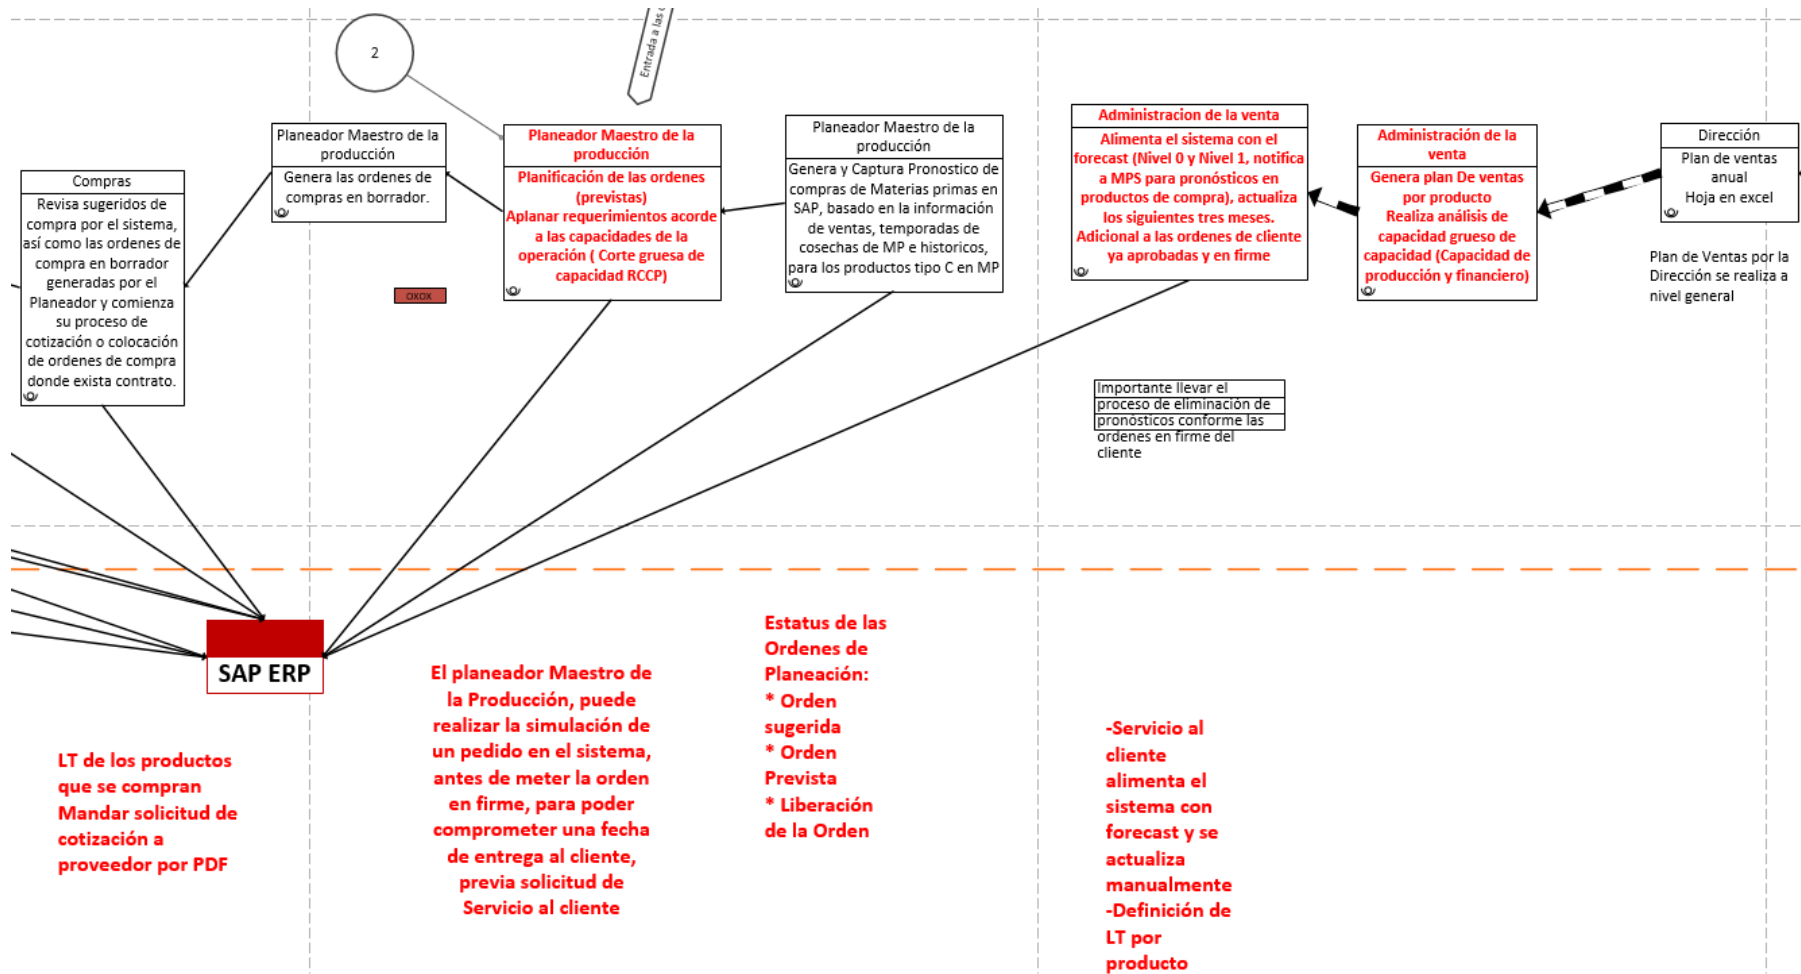 2
Entrada a las
Planeador Maestro de la
producción
Genera las ordenes de
compras en borrador.
Compras
Revisa sugeridos de
compra por el sistema,
así como las ordenes de
compra en borrador
generadas por el
Planeador y comienza
su proceso de
cotización o colocación
de ordenes de compra
donde exista contrato.
OXOX
Planeador Maestro de la
producción
Planificación de las ordenes
(previstas)
Aplanar requerimientos acorde
a las capacidades de la
operación ( Corte gruesa de
capacidad RCCP)
Planeador Maestro de la
producción
Genera y Captura Pronostico de
compras de Materias primas en
SAP, basado en la información
de ventas, temporadas de
cosechas de MP e historicos,
para los productos tipo C en MP
Administracion de la venta
Alimenta el sistema con el
forecast (Nivel 0 y Nivel 1, notifica
a MPS para pronósticos en
productos de compra), actualiza
los siguientes tres meses.
Adicional a las ordenes de cliente
ya aprobadas y en firme
Administración de la
venta
Genera plan De ventas
por producto
Realiza análisis de
capacidad grueso de
capacidad (Capacidad de
producción y financiero)
Dirección
Plan de ventas
anual
Hoja en excel
Plan de Ventas por la
Dirección se realiza a
nivel general
Importante llevar el
proceso de eliminación de
pronósticos conforme las
ordenes en firme del
cliente
SAP ERP
LT de los productos
que se compran
Mandar solicitud de
cotización a
proveedor por PDF
El planeador Maestro de
la Producción, puede
realizar la simulación de
un pedido en el sistema,
antes de meter la orden
en firme, para poder
comprometer una fecha
de entrega al cliente,
previa solicitud de
Servicio al cliente
Estatus de las
Ordenes de
Planeación:
* Orden
sugerida
* Orden
Prevista
* Liberación
de la Orden
-Servicio al
cliente
alimenta el
sistema con
forecast y se
actualiza
manualmente
-Definición de
LT por
producto